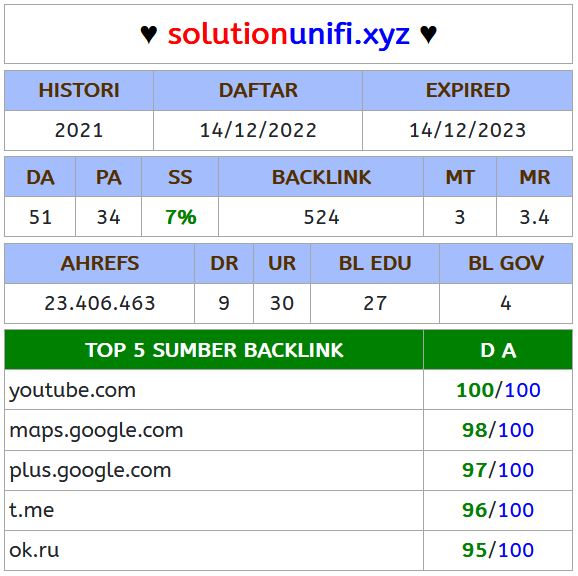 ♥ solutionunifi.xyz ♥
HISTORI DAFTAR EXPIRED
2021 14/12/2022 14/12/2023
DA PA SS BACKLINK MT MR
51 34 7% 524 3 3.4
AHREFS DR UR BL EDU BL GOV
23.406.463 9 30 27 4
TOP 5 SUMBER BACKLINK D A
youtube.com 100/100
maps.google.com 98/100
plus.google.com 97/100
t.me 96/100
ok.ru 95/100